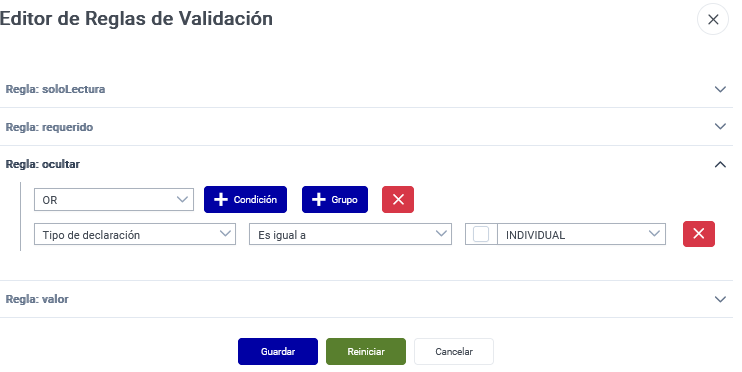 Editor de Reglas de Validación
Regla: soloLectura
Regla: requerido
Regla: ocultar
OR Condición Grupo
Tipo de declaración Es igual a INDIVIDUAL
Regla: valor
Guardar Reiniciar Cancelar